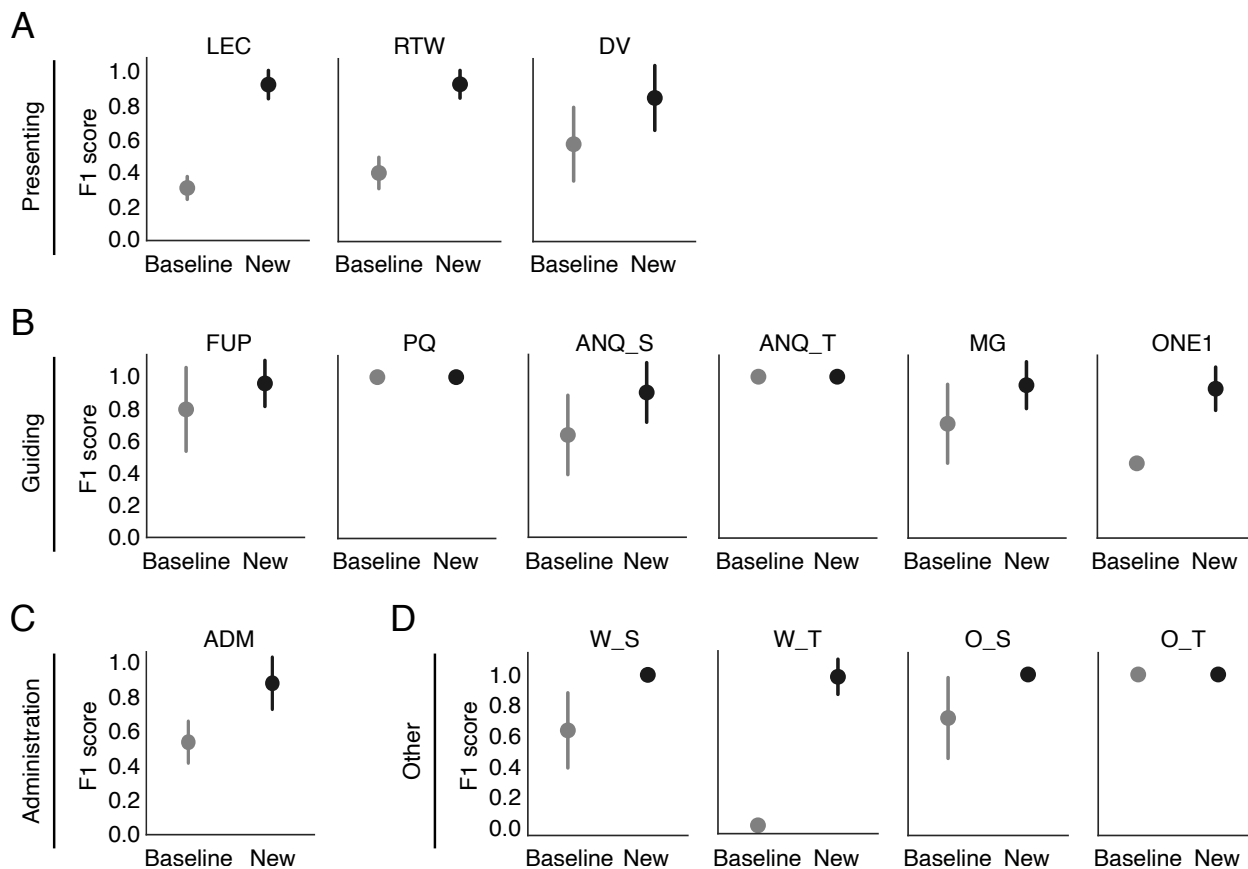 A
LEC RTW DV
Presenting
F1 score
1.0
0.8
0.6
0.4
0.2
0.0
Baseline New Baseline New Baseline New
B
FUP PQ ANQ_S ANQ_T MG ONE1
Guiding
F1 score
1.0
0.8
0.6
0.4
0.2
0.0
Baseline New Baseline New Baseline New Baseline New Baseline New Baseline New
C
ADM
Administration
F1 score
1.0
0.8
0.6
0.4
0.2
0.0
Baseline New
D
W_S W_T O_S O_T
Other
F1 score
1.0
0.8
0.6
0.4
0.2
0.0
Baseline New Baseline New Baseline New Baseline New